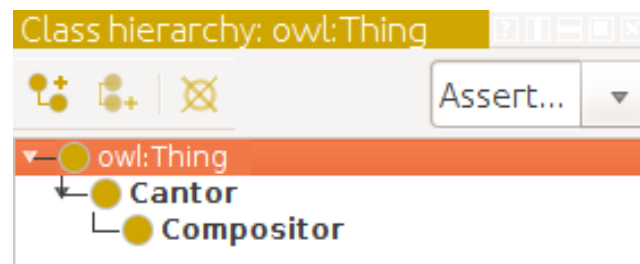 Class hierarchy: owl:Thing
Assert...
owl:Thing
Cantor
Compositor